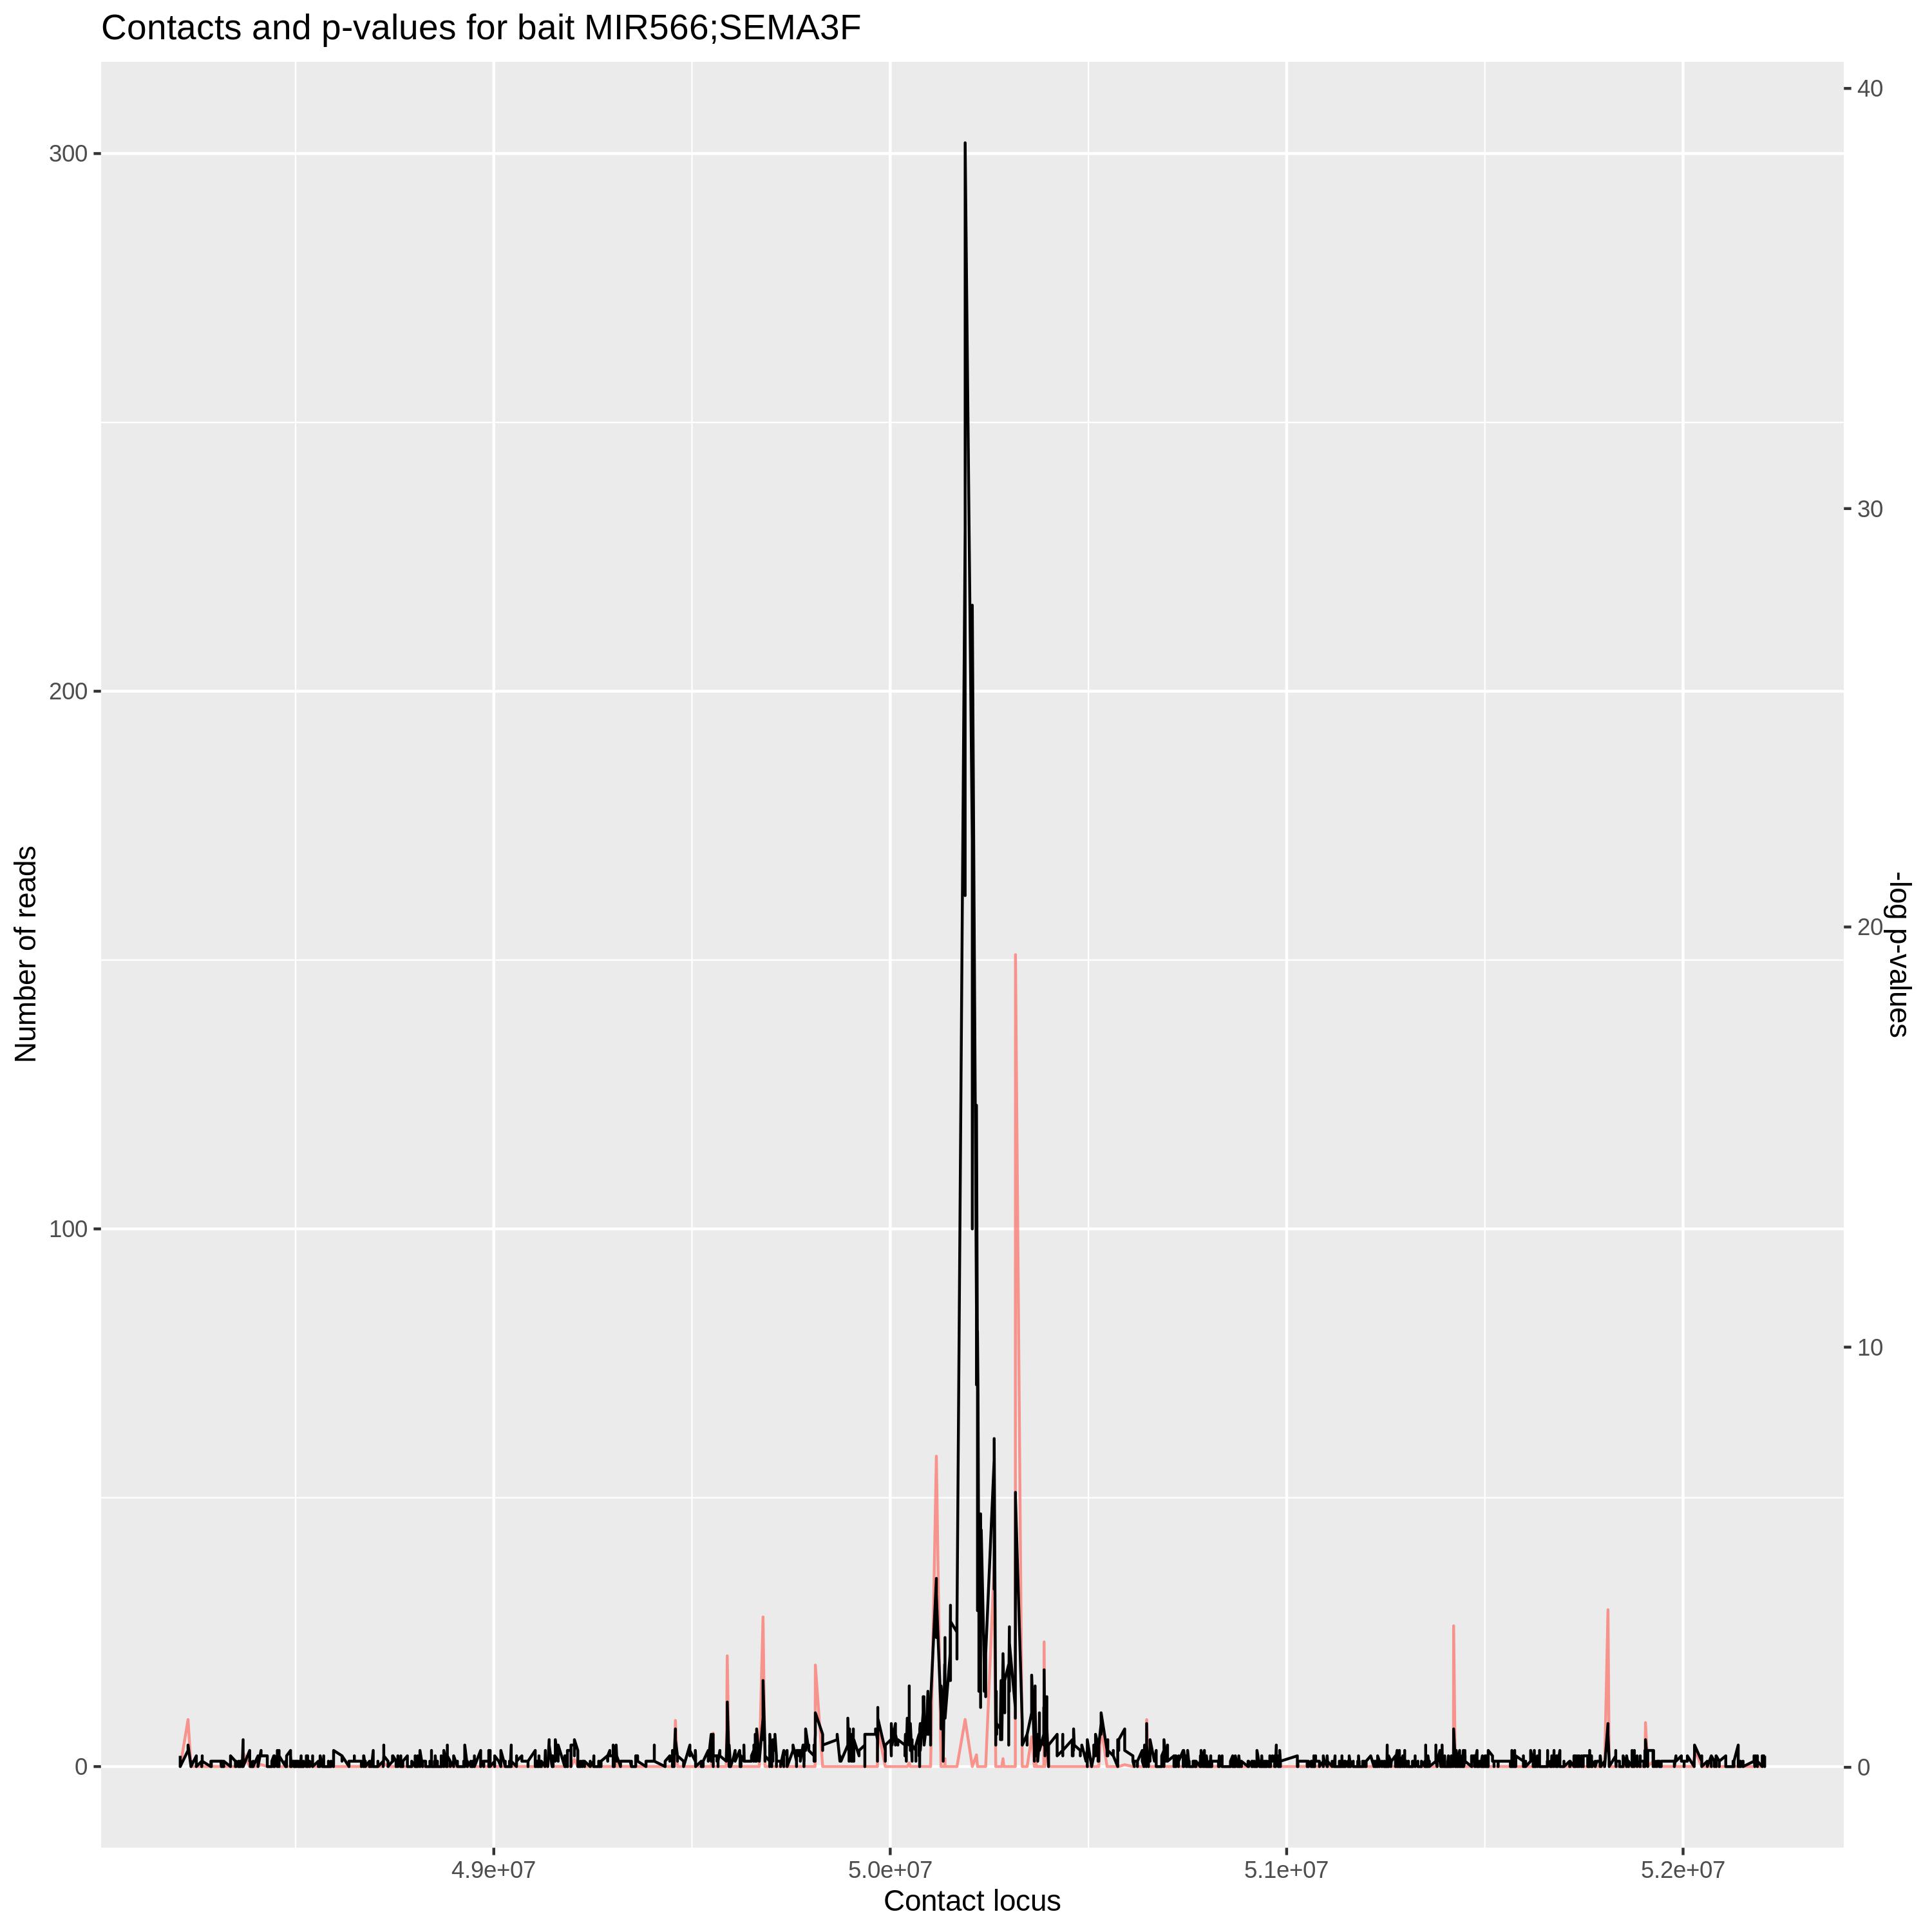 Contacts and p-values for bait MIR566;SEMA3F
300
200
100
0
Number of reads
40
30
20
10
0
-log p-values
4.9e+07
5.0e+07
5.1e+07
5.2e+07
Contact locus